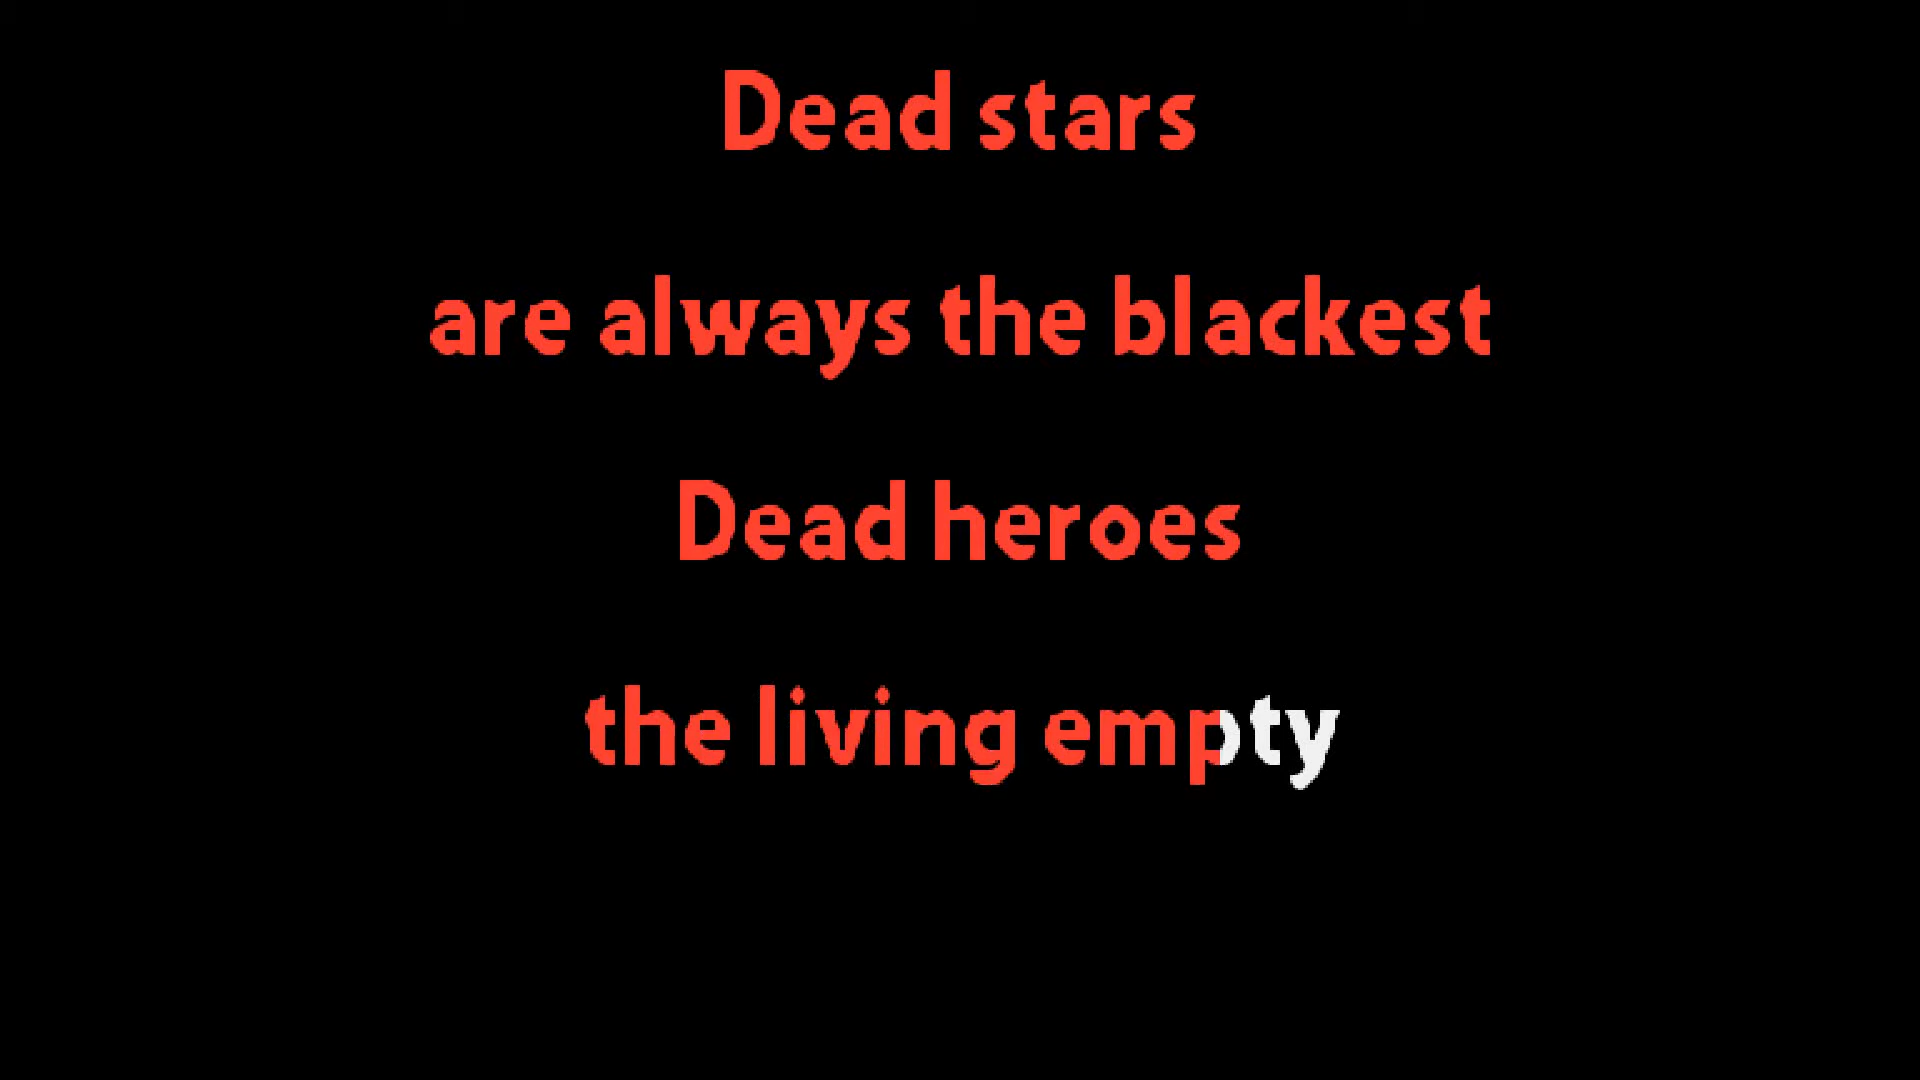 Dead stars
are always the blackest
Dead heroes
the living empty